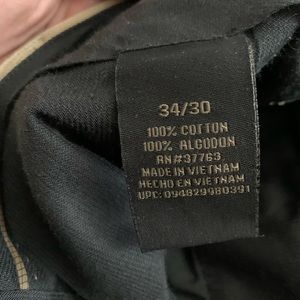 34/30
100% COTTON
100% ALGODON
RN#37763
MADE IN VIETNAM
HECHO EN VIETNAM
UPC: 094829980391